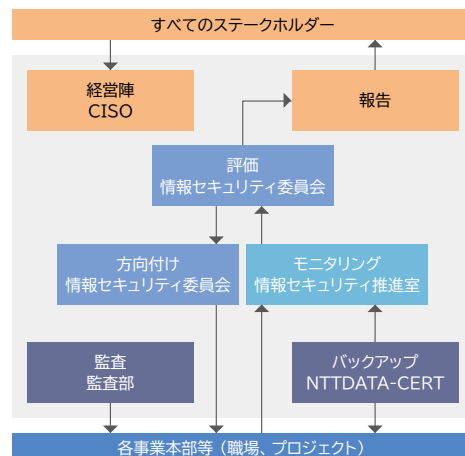 すべてのステークホルダー
経営陣
CISO
報告
評価
情報セキュリティ委員会
方向付け
情報セキュリティ委員会
モニタリング
情報セキュリティ推進室
監査
監査部
バックアップ
NTTDATA-CERT
各事業本部等（職場、プロジェクト）